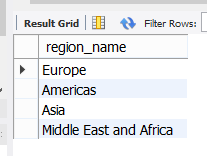 Result Grid Filter Rows:
region_name
Europe
Americas
Asia
Middle East and Africa